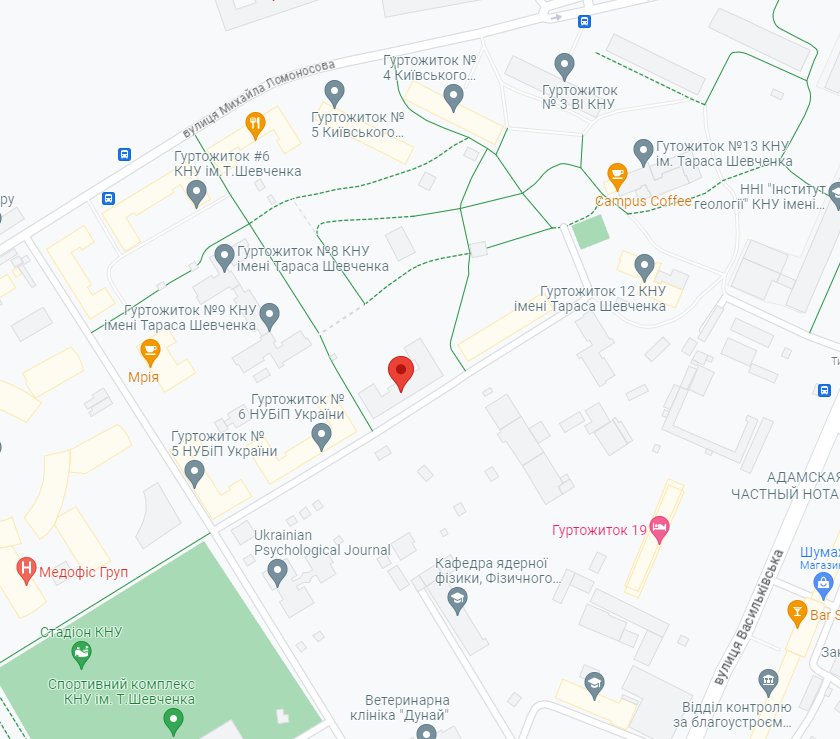 вулиця Михайла Ломоносова
Гуртожиток №
4 Київського...
Гуртожиток
№ 3 ВІ КНУ
Гуртожиток №
5 Київського...
Гуртожиток #6
КНУ ім.Т.Шевченка
Гутожиток №13 КНУ
ім. Тараса Шевченка
Campus Coffee
ННІ "Інститут
геології" КНУ імені...
ру
Гуртожиток №8 КНУ
імені Тараса Шевченка
Гуртожиток 12 КНУ
імені Тараса Шевченка
Гуртожиток №9 КНУ
імені Тараса Шевченка
Мрія
Гуртожиток №
6 НУБіП України
Гуртожиток №
5 НУБіП України
АДАМСКАЯ
ЧАСТНЫЙ НОТА
Гуртожиток 19
Ukrainian
Psychological Journal
Кафедра ядерної
фізики, Фізичного...
Шумах
Магазин
Н
Медофіс Груп
вулиця Васильківська
Bar S
Стадіон КНУ
Зак
Спортивний комплекс
КНУ ім. Т.Шевченка
Ветеринарна
клініка "Дунай"
Відділ контролю
за благоустроєм...